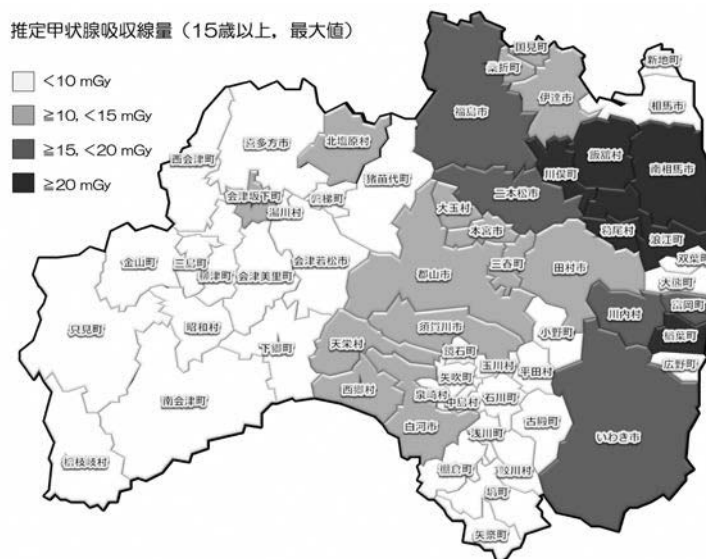 推定甲状腺吸収線量（15歳以上，最大値）
＜10 mGy
≧10, ＜15 mGy
≧15, ＜20 mGy
≧20 mGy
国見町
桑折町
新地町
伊達市
相馬市
福島市
喜多方市
北塩原村
西会津町
飯舘村
川俣町
南相馬市
猪苗代町
会津坂下町
湯川村
磐梯町
二本松市
大玉村
本宮市
葛尾村
浪江町
双葉町
金山町
三島町
柳津町
会津美里町
会津若松市
三春町
田村市
郡山市
大熊町
富岡町
川内村
只見町
昭和村
須賀川市
小野町
楢葉町
下郷町
天栄村
鏡石町
玉川村
平田村
広野町
矢吹町
西郷村
泉崎村
中島村
石川町
南会津町
白河市
浅川町
古殿町
いわき市
檜枝岐村
棚倉町
鮫川村
塙町
矢祭町